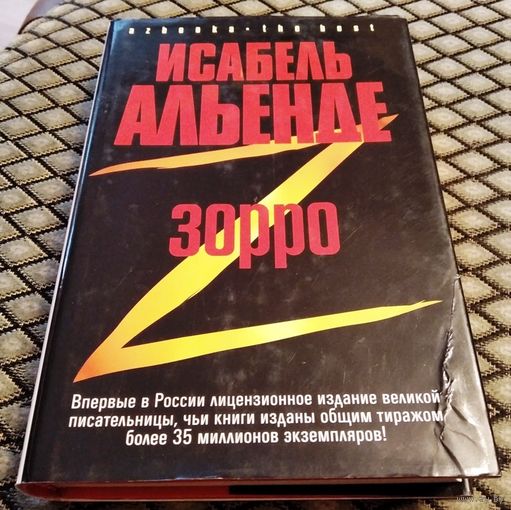 azbooka - the best
ИСАБЕЛЬ
АЛЬЕНДЕ
Z
ЗОРРО
Впервые в России лицензионное издание великой
писательницы, чьи книги изданы общим тиражом
более 35 миллионов экземпляров!